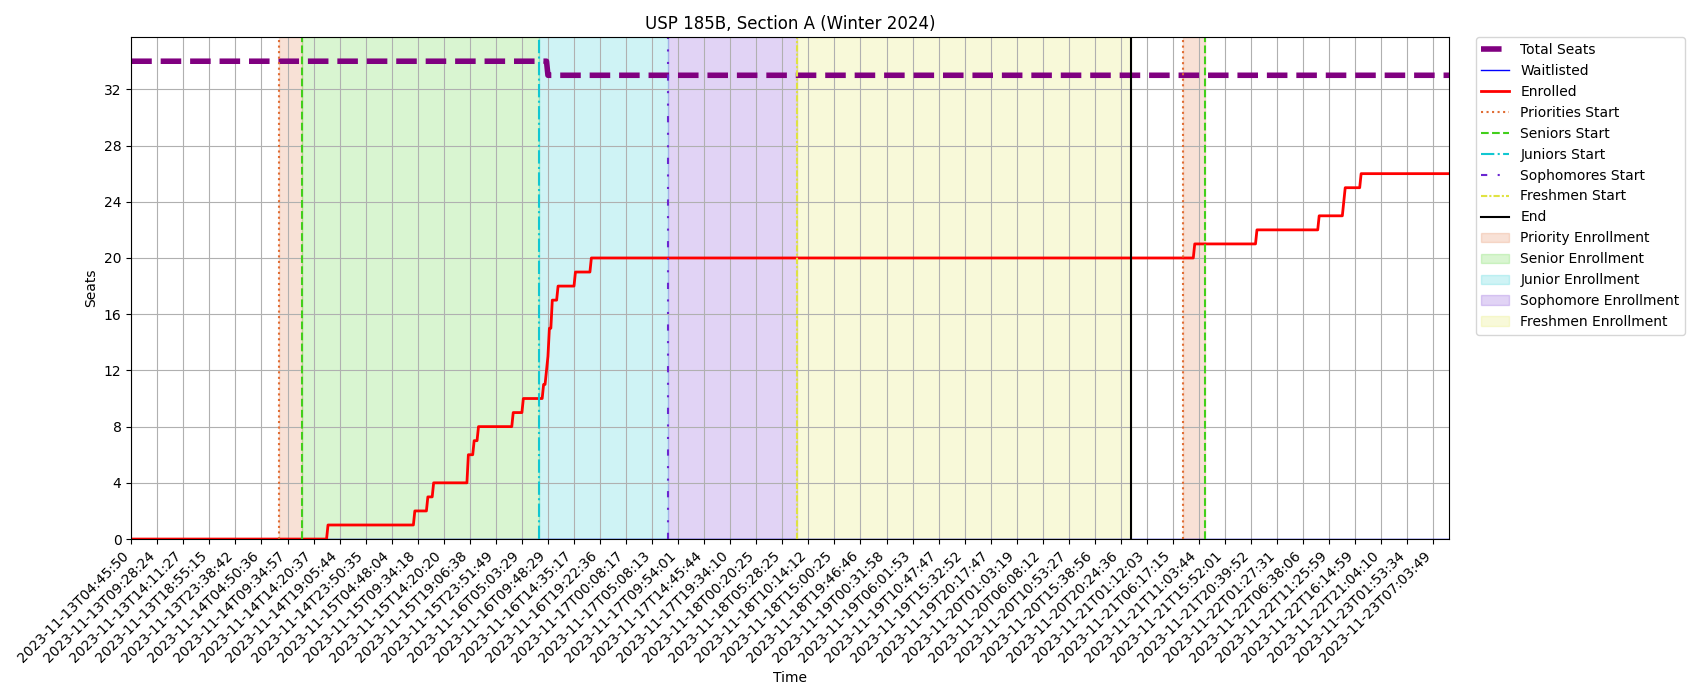 USP 185B, Section A (Winter 2024)
Seats
32
28
24
20
16
12
8
4
0
2023-11-13T04:45:50
2023-11-13T09:28:24
2023-11-13T14:11:27
2023-11-13T18:55:15
2023-11-13T23:38:42
2023-11-14T04:50:36
2023-11-14T09:34:57
2023-11-14T14:20:37
2023-11-14T19:05:44
2023-11-14T23:50:35
2023-11-15T04:48:04
2023-11-15T09:34:18
2023-11-15T14:20:20
2023-11-15T19:06:38
2023-11-15T23:51:49
2023-11-16T05:03:29
2023-11-16T09:48:29
2023-11-16T14:35:17
2023-11-16T19:22:36
2023-11-17T00:08:17
2023-11-17T05:08:13
2023-11-17T09:54:01
2023-11-17T14:45:44
2023-11-17T19:34:10
2023-11-18T00:20:25
2023-11-18T05:28:25
2023-11-18T10:14:12
2023-11-18T15:00:25
2023-11-18T19:46:46
2023-11-19T00:31:58
2023-11-19T06:01:53
2023-11-19T10:47:47
2023-11-19T15:32:52
2023-11-19T20:17:47
2023-11-20T01:03:19
2023-11-20T06:08:12
2023-11-20T10:53:27
2023-11-20T15:38:56
2023-11-20T20:24:36
2023-11-21T01:12:03
2023-11-21T06:17:15
2023-11-21T11:03:44
2023-11-21T15:52:01
2023-11-21T20:39:52
2023-11-22T01:27:31
2023-11-22T06:38:06
2023-11-22T11:25:59
2023-11-22T16:14:59
2023-11-22T21:04:10
2023-11-23T01:53:34
2023-11-23T07:03:49
Time
Total Seats
Waitlisted
Enrolled
Priorities Start
Seniors Start
Juniors Start
Sophomores Start
Freshmen Start
End
Priority Enrollment
Senior Enrollment
Junior Enrollment
Sophomore Enrollment
Freshmen Enrollment